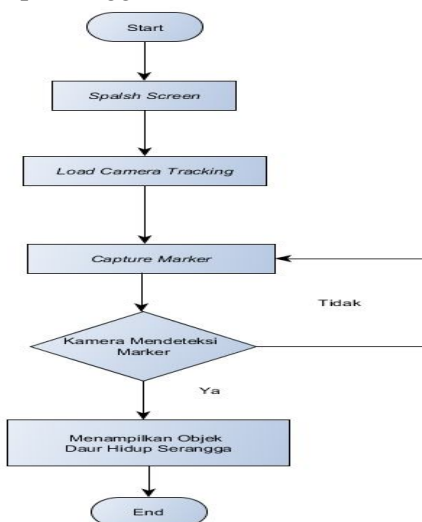 Start
Spalsh Screen
Load Camera Tracking
Capture Marker
Tidak
Kamera Mendeteksi
Marker
Ya
Menampilkan Objek
Daur Hidup Serangga
End